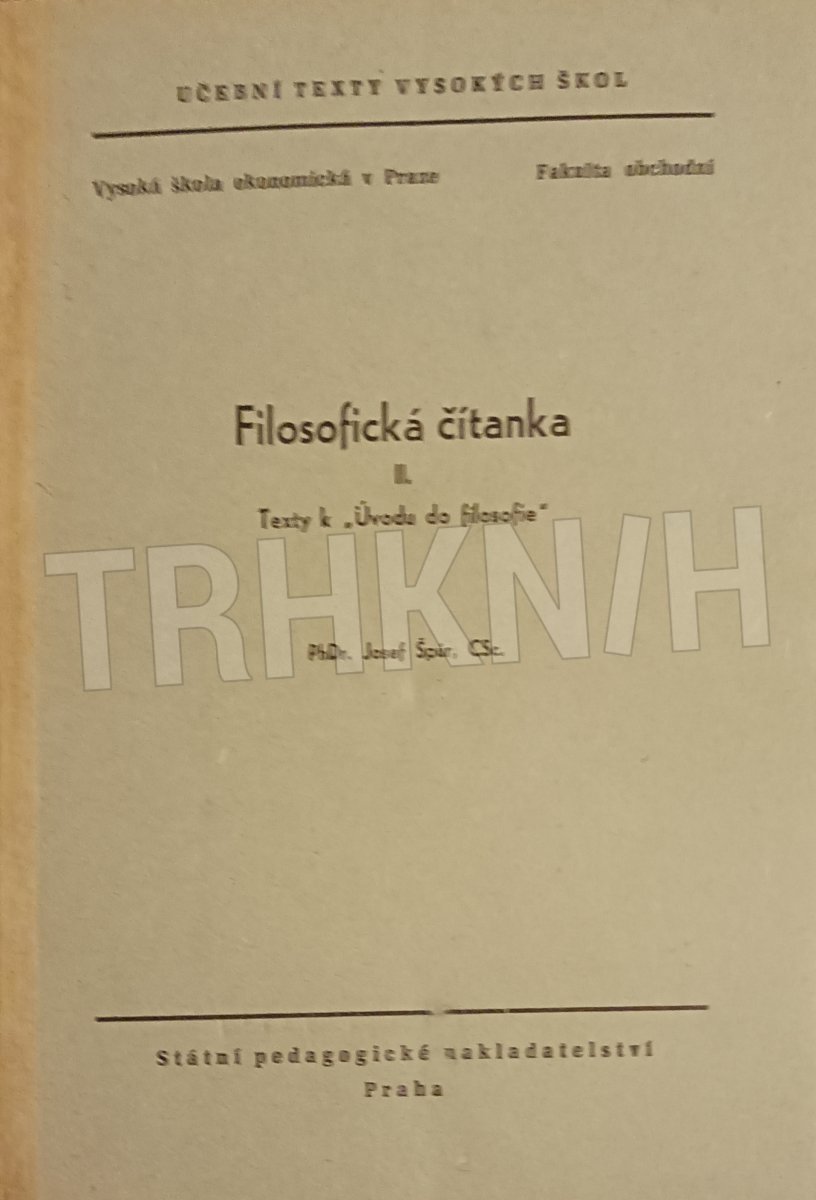 UČEBNÍ TEXTY VYSOKÝCH ŠKOL
Vysoká škola ekonomická v Praze Fakulta obchodní
Filosofická čítanka
II.
Texty k „Úvodu do filosofie“
TRHKNIH
PhDr. Josef Špůr, CSc.
Státní pedagogické nakladatelství
Praha